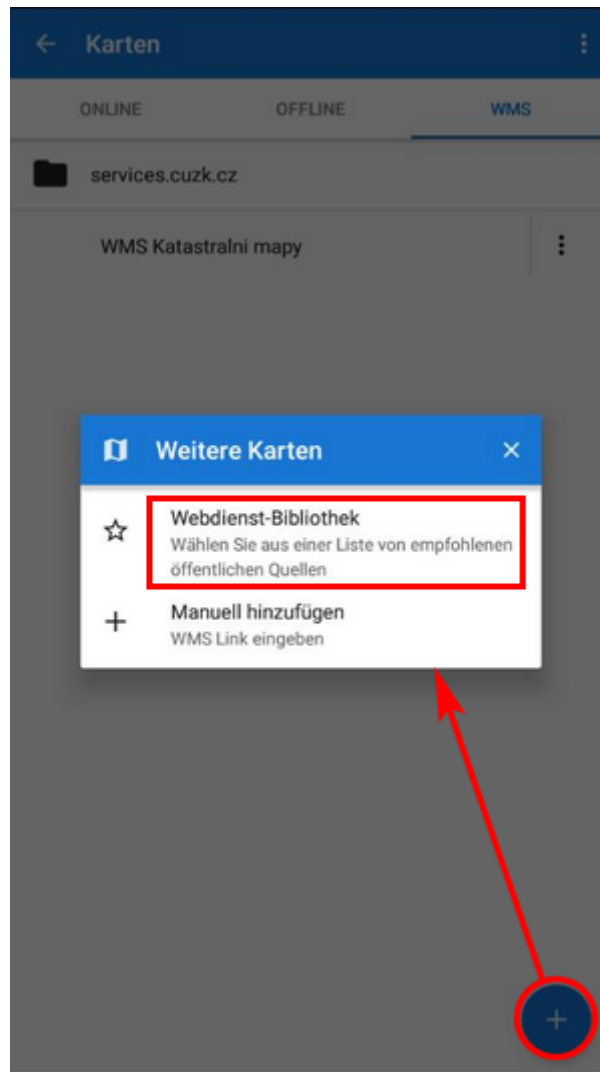 Karten
ONLINE OFFLINE WMS
services.cuzk.cz
WMS Katastralni mapy
Weitere Karten
Webdienst-Bibliothek
Wählen Sie aus einer Liste von empfohlenen
öffentlichen Quellen
Manuell hinzufügen
WMS Link eingeben